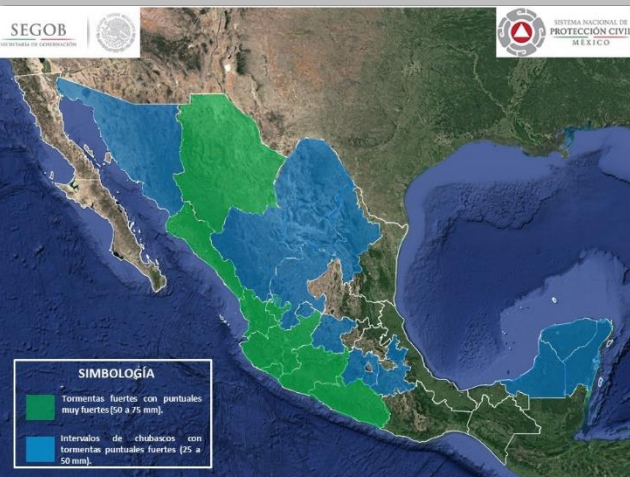 SEGOB
SECRETARÍA DE GOBERNACIÓN
SISTEMA NACIONAL DE
PROTECCIÓN CIVIL
MÉXICO
SIMBOLOGÍA
Tormentas fuertes con puntuales
muy fuertes (50 a 75 mm).
Intervalos de chubascos con
tormentas puntuales fuertes (25 a
50 mm).